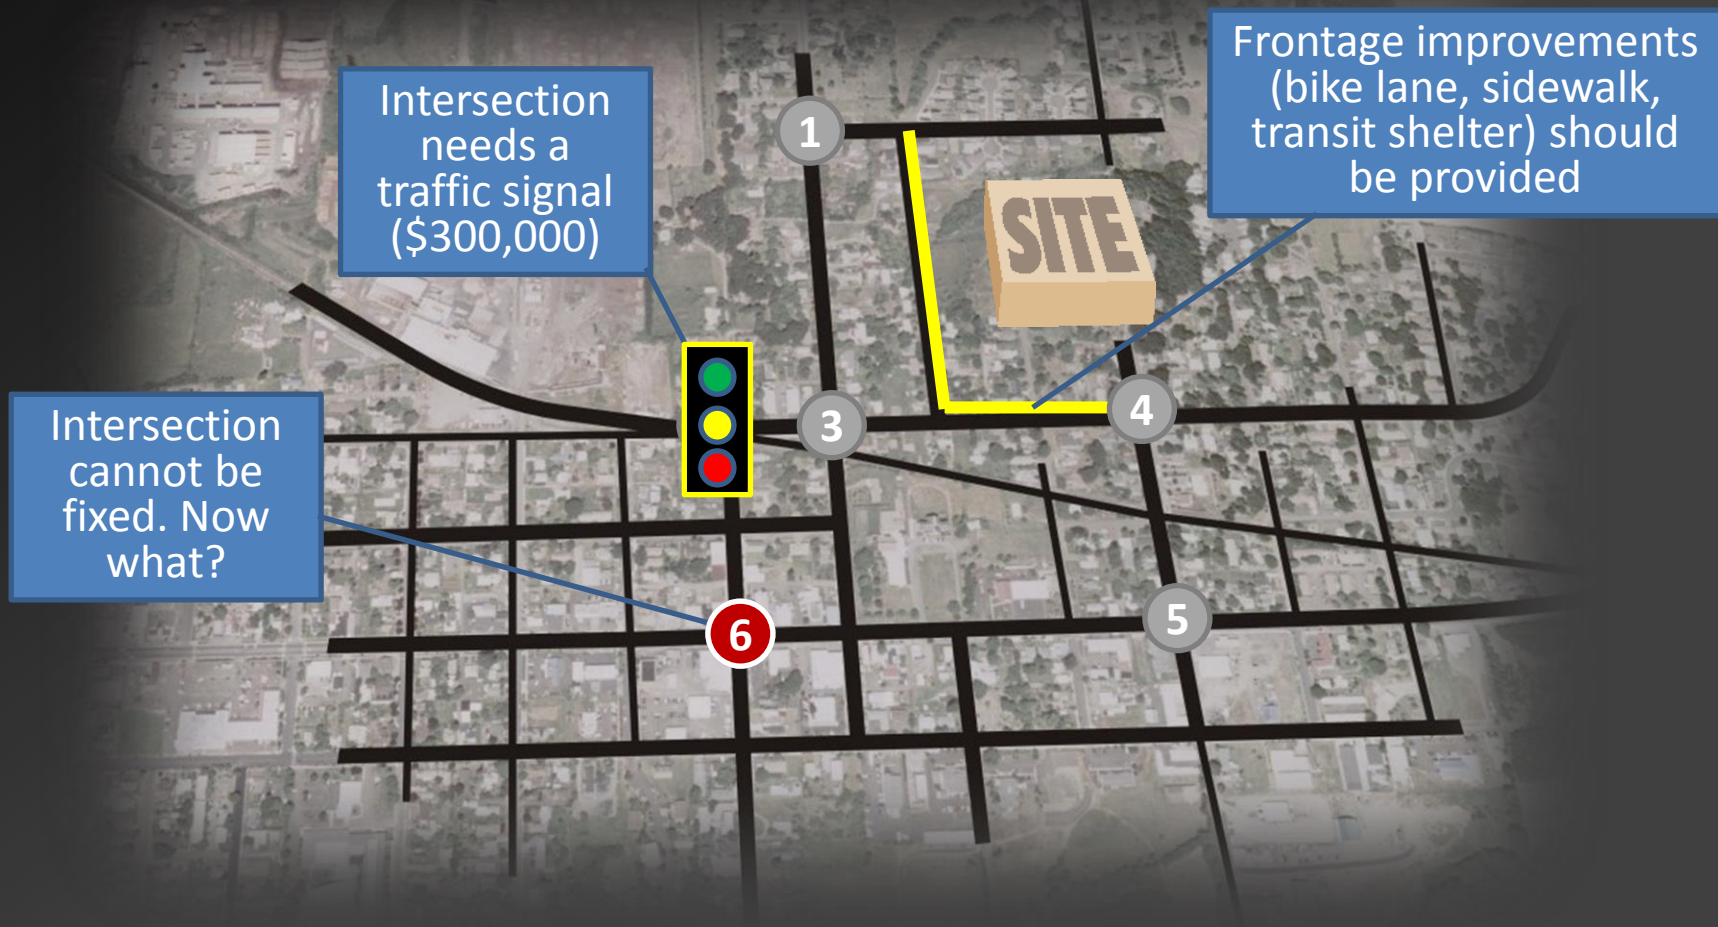 Frontage improvements
(bike lane, sidewalk,
transit shelter) should
be provided
Intersection
needs a
traffic signal
($300,000)
1
SITE
Intersection
cannot be
fixed. Now
what?
3
4
5
6